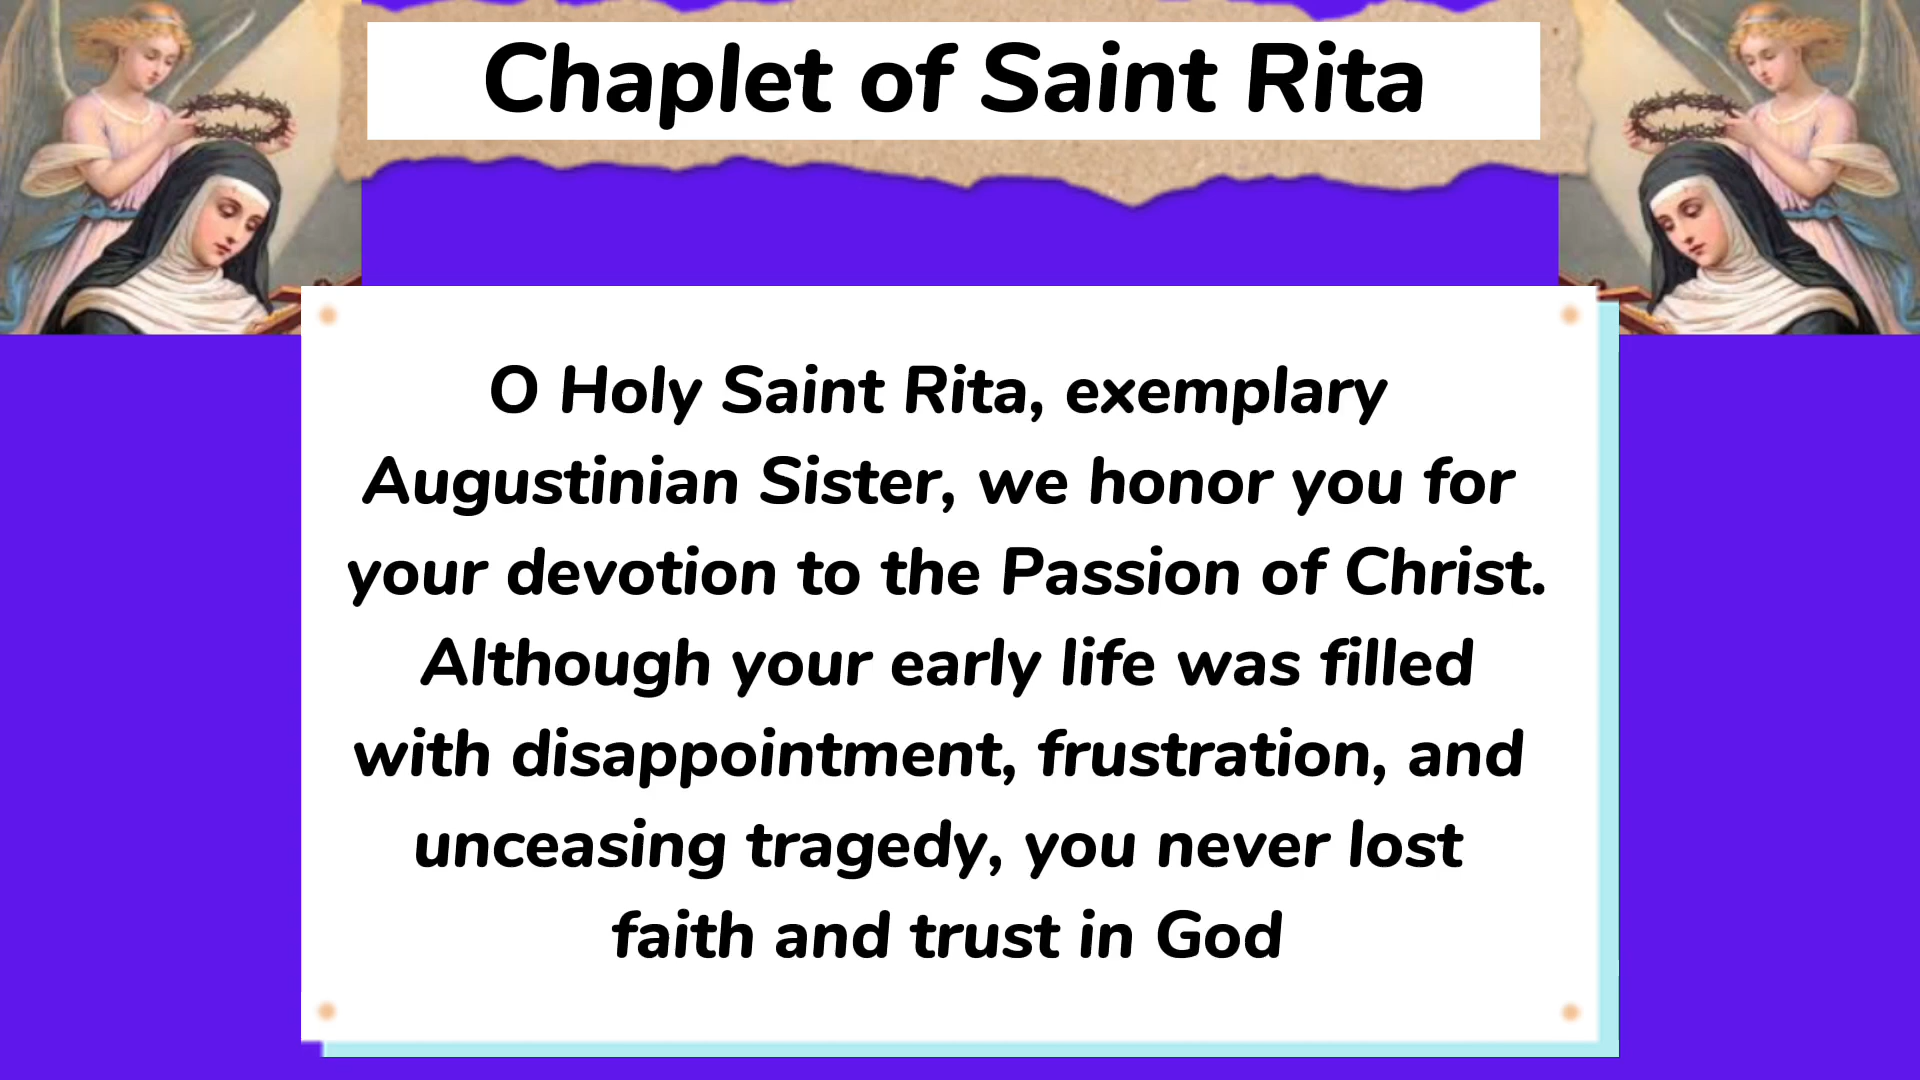 Chaplet of Saint Rita
O Holy Saint Rita, exemplary
Augustinian Sister, we honor you for
your devotion to the Passion of Christ.
Although your early life was filled
with disappointment, frustration, and
unceasing tragedy, you never lost
faith and trust in God